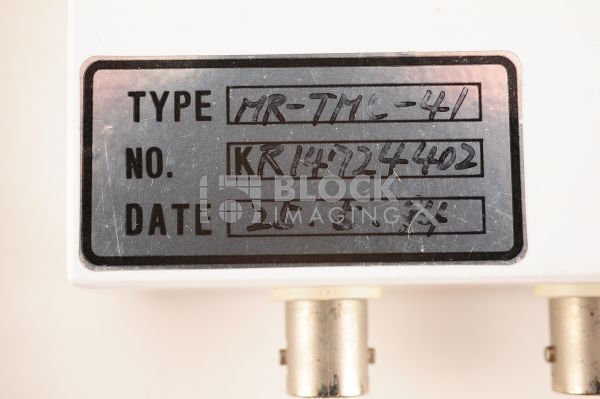 TYPE MR-TMC-41
NO. KR14724402
DATE
BLOCK
IMAGING